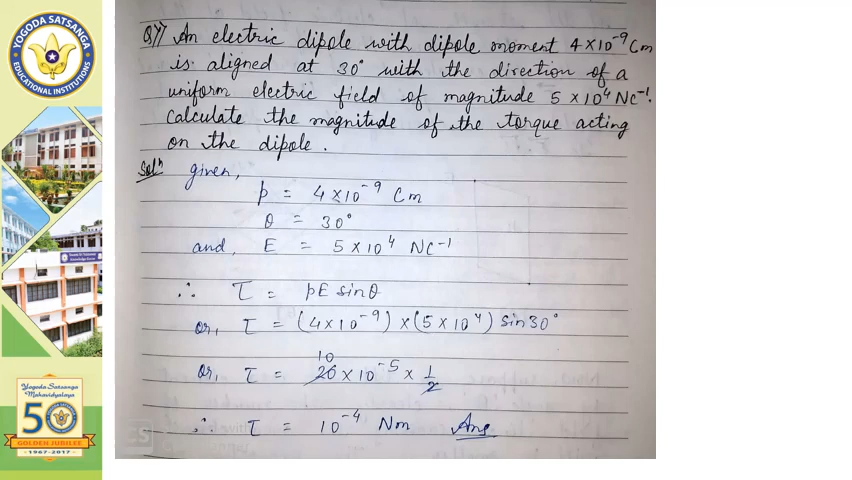 YOGODA SATSANGA
EDUCATIONAL INSTITUTIONS
Yogoda Satsanga
Mahavidyalaya
50
GOLDEN JUBILEE
1967-2017
Q7) An electric dipole with dipole moment 4×10⁻⁹ Cm
is aligned at 30° with the direction of a
uniform electric field of magnitude 5×10⁴ NC⁻¹.
Calculate the magnitude of the torque acting
on the dipole.
Solⁿ given,
p = 4×10⁻⁹ Cm
θ = 30°
and, E = 5×10⁴ NC⁻¹
∴ τ = pE sinθ
or, τ = (4×10⁻⁹)×(5×10⁴) sin30°
10
or, τ = 20×10⁻⁵×1/2
∴ τ = 10⁻⁴ Nm Ans